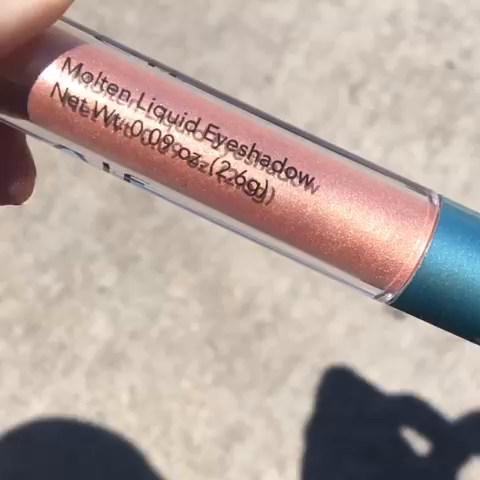 Molten Liquid Eyeshadow
Net Wt. 0.09 oz. (2.6g)